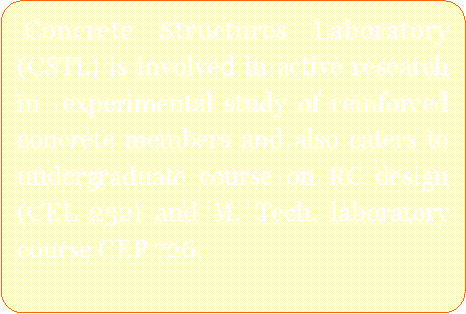 Concrete Structures Laboratory
(CSTL) is involved in active research
in experimental study of reinforced
concrete members and also caters to
undergraduate course on RC design
(CEL 232) and M. Tech. laboratory
course CEP 726.